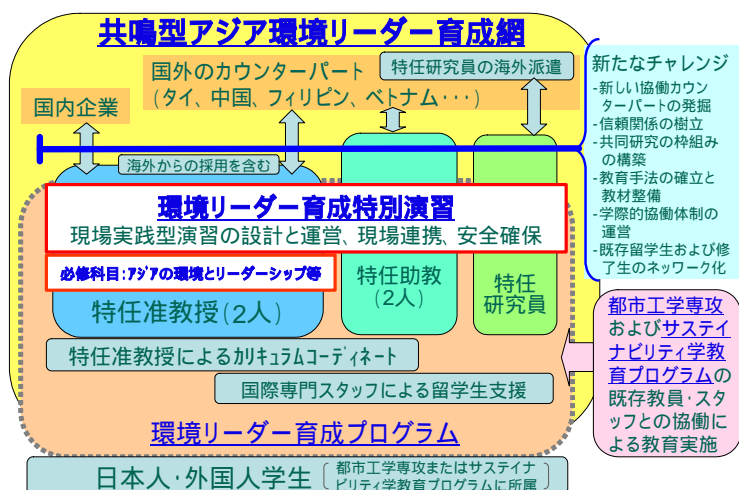 共鳴型アジア環境リーダー育成網
国外のカウンターパート
(タイ、中国、フィリピン、ベトナム・・・)
特任研究員の海外派遣
国内企業
海外からの採用を含む
環境リーダー育成特別演習
現場実践型演習の設計と運営、現場連携、安全確保
必修科目:アジアの環境とリーダーシップ等
特任准教授(2人)
特任助教
(2人)
特任
研究員
特任准教授によるカリキュラムコーディネート
国際専門スタッフによる留学生支援
環境リーダー育成プログラム
日本人・外国人学生
都市工学専攻またはサステイナ
ビリティ学教育プログラムに所属
新たなチャレンジ
-新しい協働カウン
ターパートの発掘
-信頼関係の樹立
-共同研究の枠組み
の構築
-教育手法の確立と
教材整備
-学際的協働体制の
運営
-既存留学生および修
了生のネットワーク化
都市工学専攻
およびサステイ
ナビリティ学教
育プログラムの
既存教員・スタ
ッフとの協働に
よる教育実施